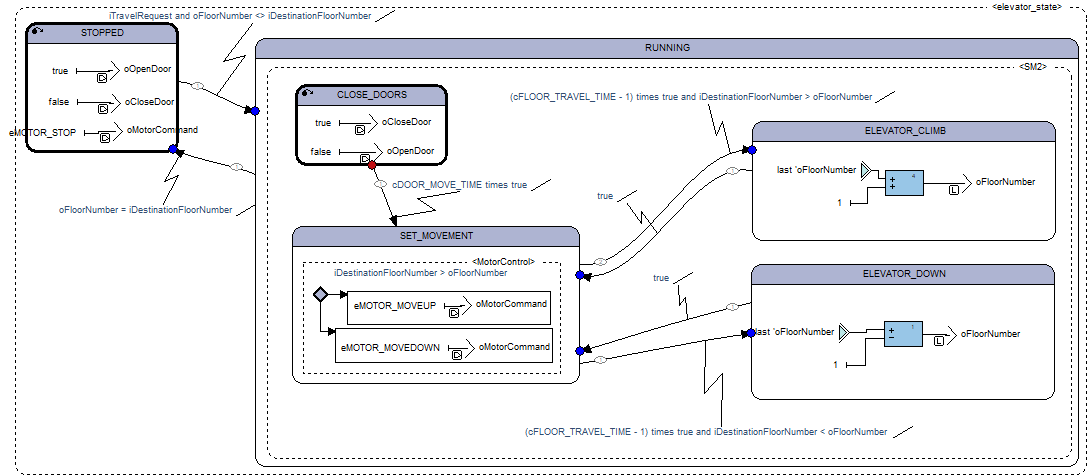 <elevator_state>
iTravelRequest and oFloorNumber <> iDestinationFloorNumber
STOPPED
true
oOpenDoor
false
oCloseDoor
eMOTOR_STOP
oMotorCommand
oFloorNumber = iDestinationFloorNumber
RUNNING
<SM2>
CLOSE_DOORS
true
oCloseDoor
false
oOpenDoor
cDOOR_MOVE_TIME times true
(cFLOOR_TRAVEL_TIME - 1) times true and iDestinationFloorNumber > oFloorNumber
ELEVATOR_CLIMB
last 'oFloorNumber
4
+
+
1
L
oFloorNumber
true
SET_MOVEMENT
<MotorControl>
iDestinationFloorNumber > oFloorNumber
eMOTOR_MOVEUP
oMotorCommand
eMOTOR_MOVEDOWN
oMotorCommand
true
ELEVATOR_DOWN
last 'oFloorNumber
1
+
−
1
L
oFloorNumber
(cFLOOR_TRAVEL_TIME - 1) times true and iDestinationFloorNumber < oFloorNumber